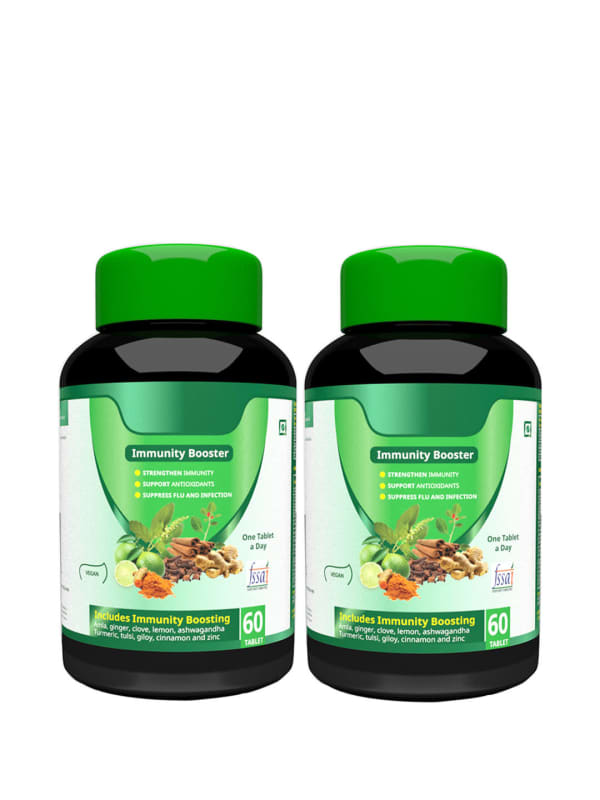 Immunity Booster
STRENGTHEN IMMUNITY
SUPPORT ANTIOXIDANTS
SUPPRESS FLU AND INFECTION
One Tablet
a Day
VEGAN
fssai
Includes Immunity Boosting
Amla, ginger, clove, lemon, ashwagandha
Turmeric, tulsi, giloy, cinnamon and zinc
60
TABLET
Immunity Booster
STRENGTHEN IMMUNITY
SUPPORT ANTIOXIDANTS
SUPPRESS FLU AND INFECTION
One Tablet
a Day
VEGAN
fssai
Includes Immunity Boosting
Amla, ginger, clove, lemon, ashwagandha
Turmeric, tulsi, giloy, cinnamon and zinc
60
TABLET